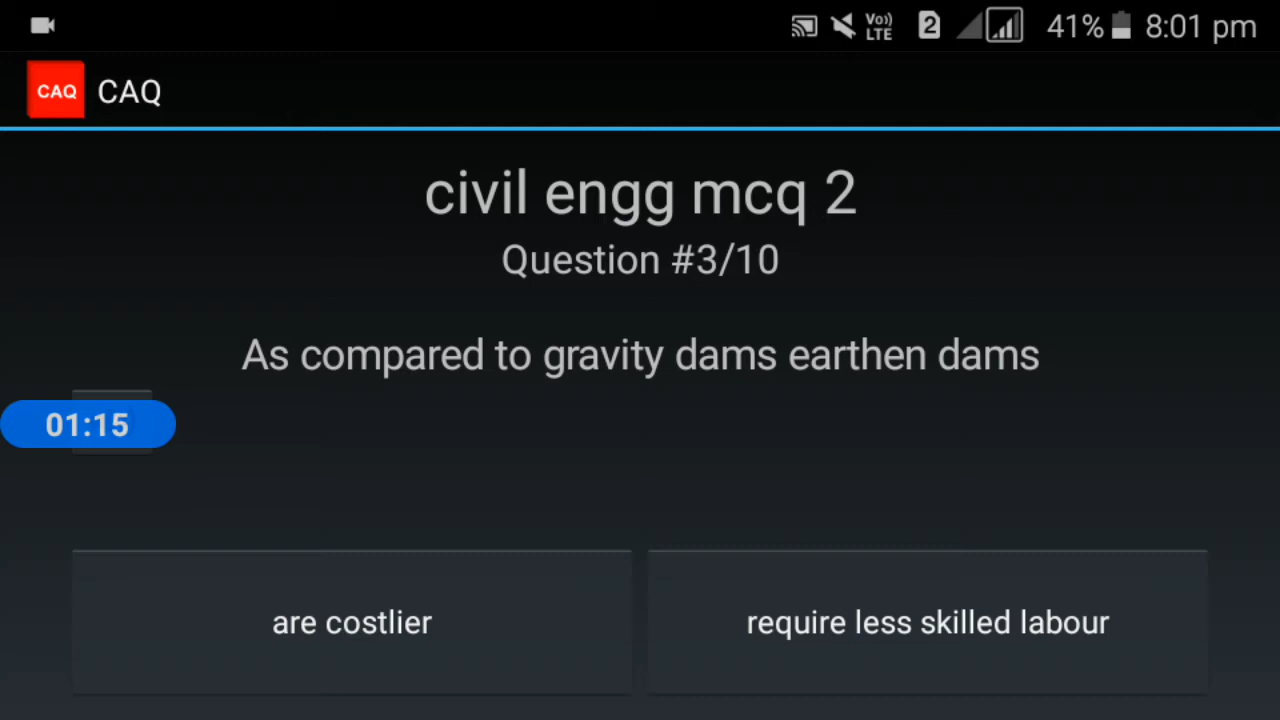 Vo))
LTE
2
41%
8:01 pm
CAQ
CAQ
civil engg mcq 2
Question #3/10
As compared to gravity dams earthen dams
01:15
are costlier
require less skilled labour